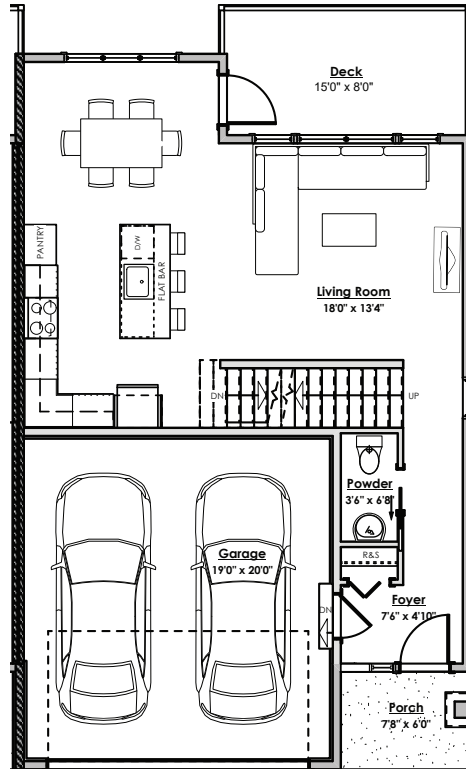 Deck
15'0" x 8'0"
PANTRY
D/W
FLAT BAR
Living Room
18'0" x 13'4"
DN
UP
Powder
3'6" x 6'8"
R&S
Garage
19'0" x 20'0"
DN
Foyer
7'6" x 4'10"
Porch
7'8" x 6'0"